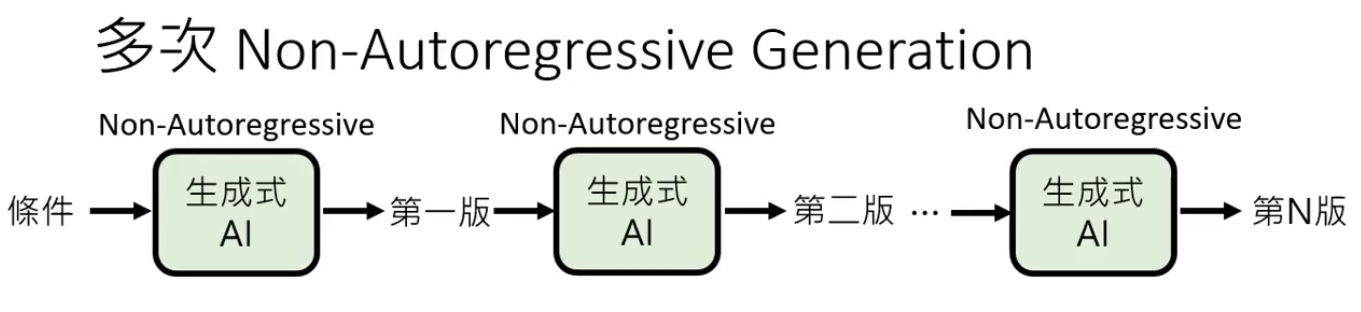 多次 Non-Autoregressive Generation
Non-Autoregressive
Non-Autoregressive
Non-Autoregressive
條件
生成式
AI
第一版
生成式
AI
第二版 …
生成式
AI
第N版